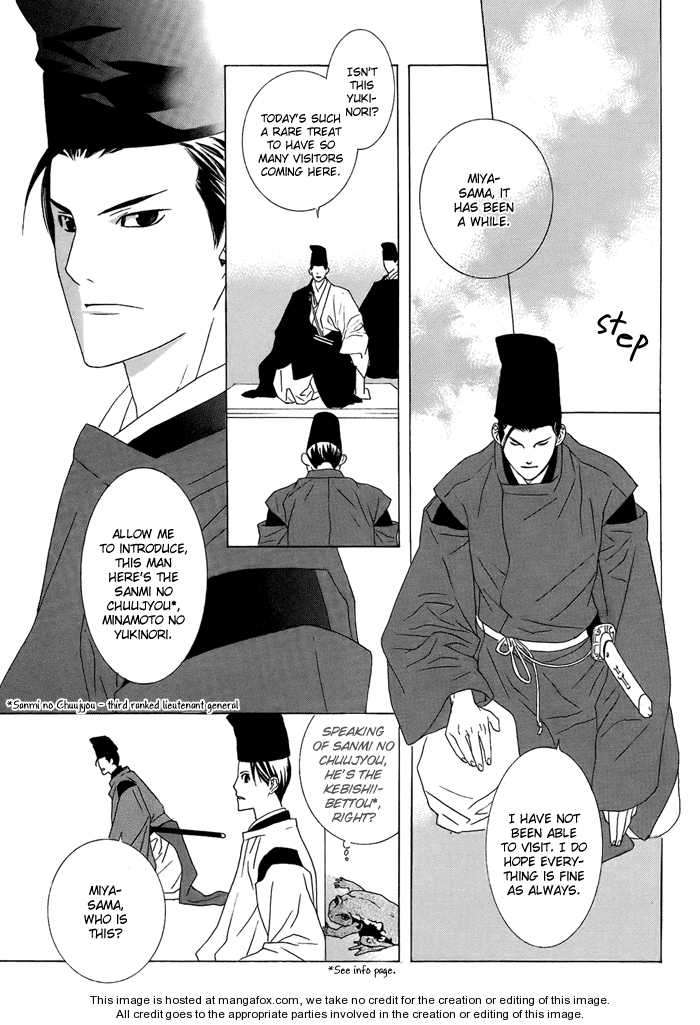 MIYA-
SAMA, IT
HAS BEEN
A WHILE.
step
I HAVE NOT
BEEN ABLE
TO VISIT. I DO
HOPE EVERY-
THING IS FINE
AS ALWAYS.
ISN'T
THIS
YUKI-
NORI?
TODAY'S SUCH
A RARE TREAT
TO HAVE SO
MANY VISITORS
COMING HERE.
ALLOW ME
TO INTRODUCE,
THIS MAN
HERE'S THE
SANMI NO
CHUUJYOU*,
MINAMOTO NO
YUKINORI.
*Sanmi no Chuujyou - third ranked lieutenant general
SPEAKING
OF SANMI NO
CHUUJYOU,
HE'S THE
KEBISHII-
BETTOU*,
RIGHT?
MIYA-
SAMA,
WHO IS
THIS?
*See info page.
This image is hosted at mangafox.com, we take no credit for the creation or editing of this image.
All credit goes to the appropriate parties involved in the creation or editing of this image.